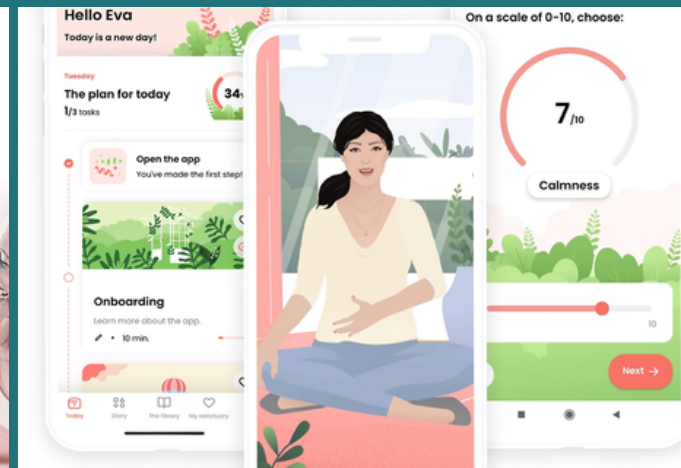 Hello Eva
Today is a new day!
Tuesday
The plan for today
1/3 tasks
34
Open the app
You've made the first step!
Onboarding
Learn more about the app.
10 min.
Today
Diary
The library
My sanctuary
On a scale of 0-10, choose:
7/10
Calmness
10
Next →